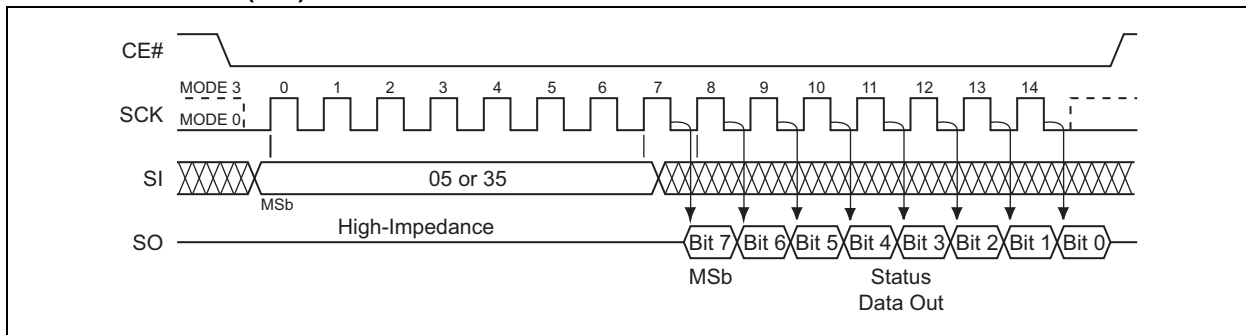 CE#
MODE 3 0 1 2 3 4 5 6 7 8 9 10 11 12 13 14
SCK
MODE 0
SI 05 or 35
MSb
High-Impedance
SO Bit 7 Bit 6 Bit 5 Bit 4 Bit 3 Bit 2 Bit 1 Bit 0
MSb Status
Data Out